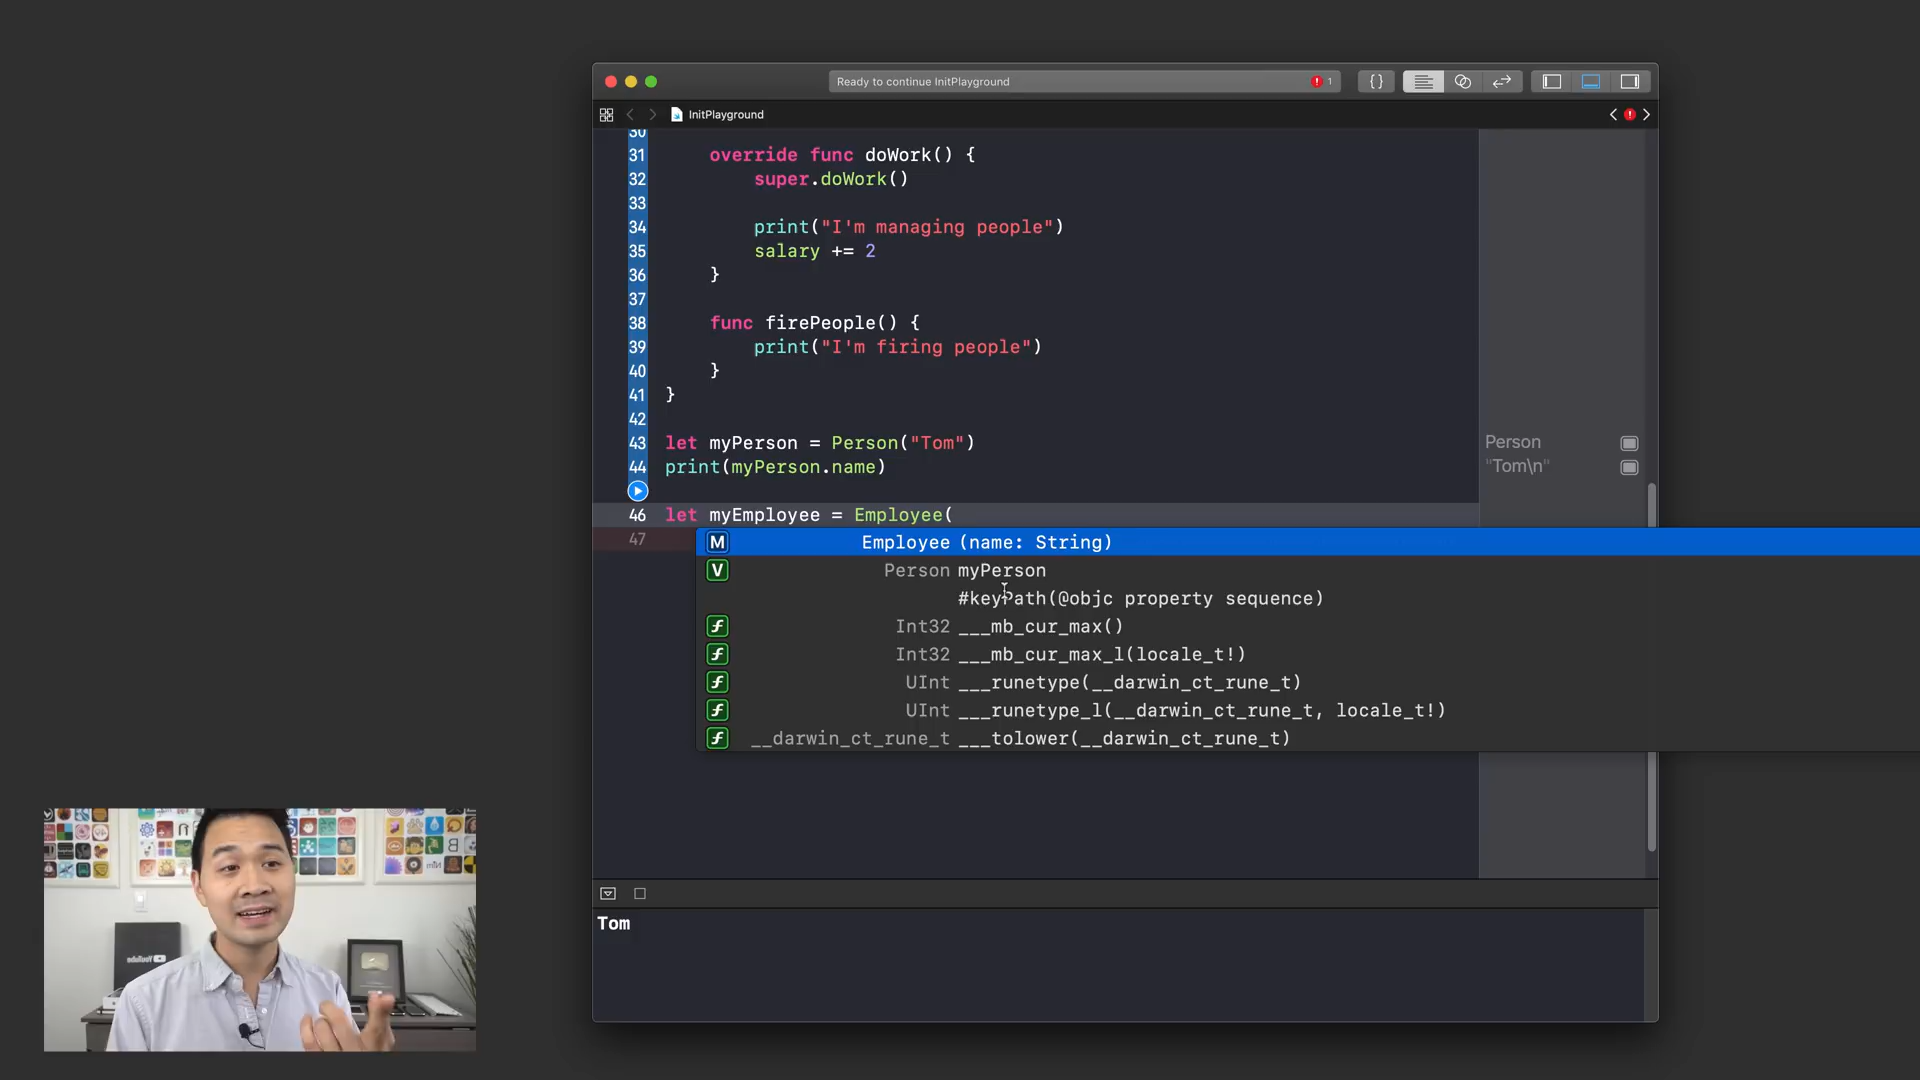 Ready to continue InitPlayground
1
InitPlayground
30
31 override func doWork() {
32 super.doWork()
33
34 print("I'm managing people")
35 salary += 2
36 }
37
38 func firePeople() {
39 print("I'm firing people")
40 }
41 }
42
43 let myPerson = Person("Tom")
Person
44 print(myPerson.name)
"Tom\n"
46 let myEmployee = Employee(
47
M Employee (name: String)
V Person myPerson
#keyPath(@objc property sequence)
f Int32 ___mb_cur_max()
f Int32 ___mb_cur_max_l(locale_t!)
f UInt ___runetype(__darwin_ct_rune_t)
f UInt ___runetype_l(__darwin_ct_rune_t, locale_t!)
f __darwin_ct_rune_t ___tolower(__darwin_ct_rune_t)
Tom
YouTube